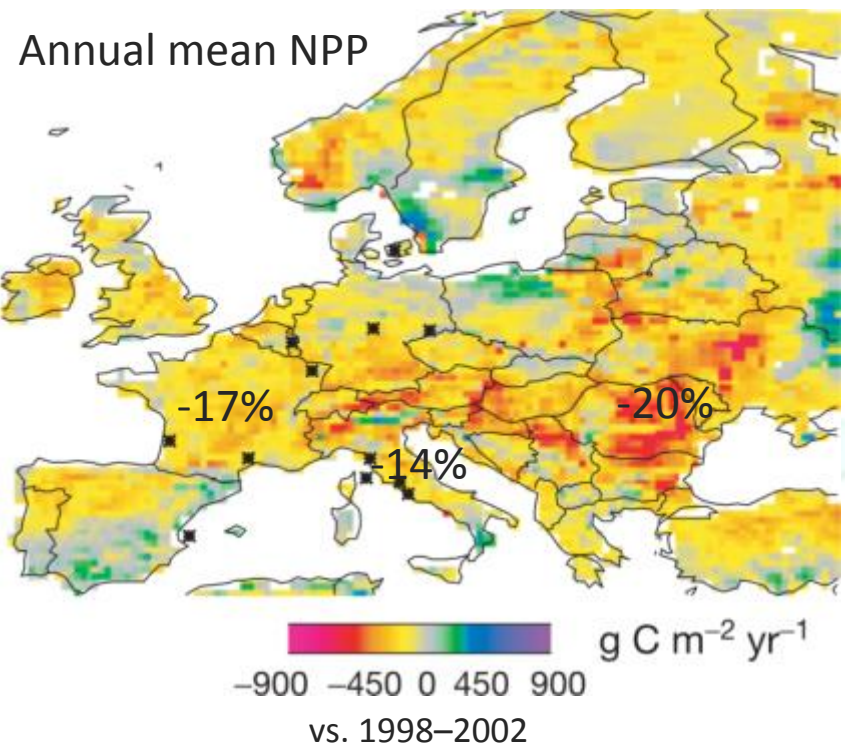 Annual mean NPP
-17%
-20%
-14%
g C m⁻² yr⁻¹
−900 −450 0 450 900
vs. 1998–2002